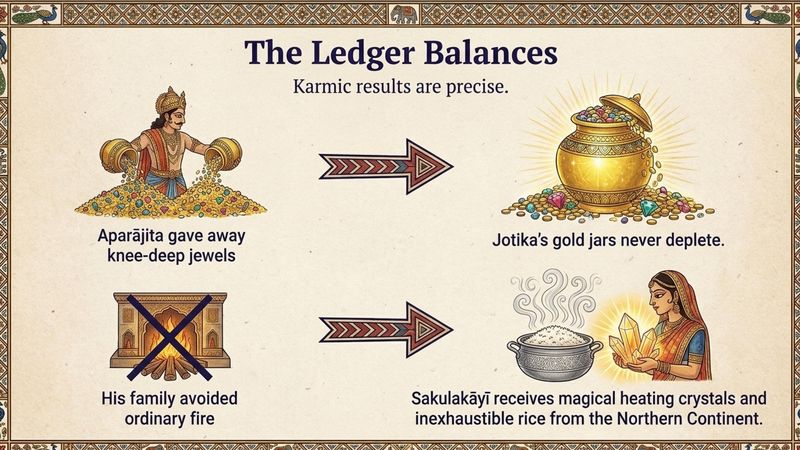 The Ledger Balances
Karmic results are precise.
Aparājita gave away
knee-deep jewels
Jotika's gold jars never deplete.
His family avoided
ordinary fire
Sakulakāyī receives magical heating crystals and
inexhaustible rice from the Northern Continent.